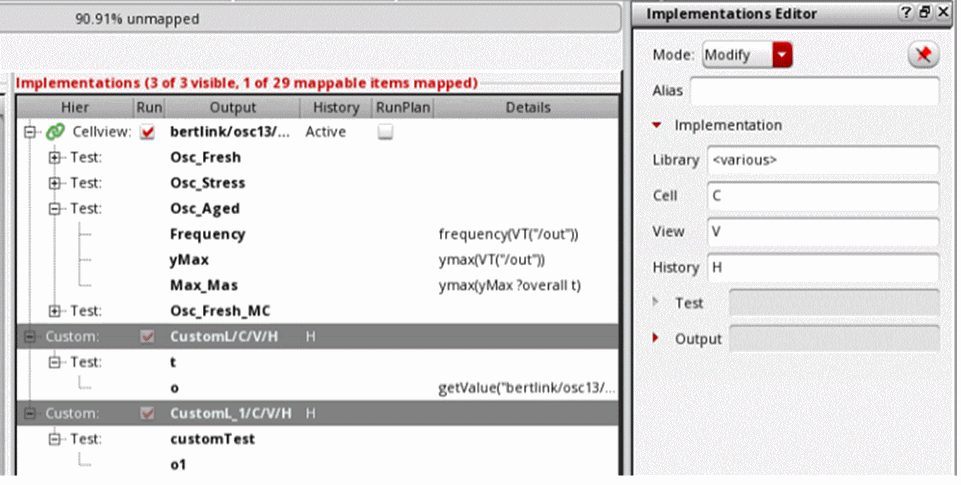 90.91% unmapped
Implementations (3 of 3 visible, 1 of 29 mappable items mapped)
Hier Run Output History RunPlan Details
Cellview: bertlink/osc13/... Active
Test: Osc_Fresh
Test: Osc_Stress
Test: Osc_Aged
Frequency frequency(VT("/out"))
yMax ymax(VT("/out"))
Max_Mas ymax(yMax ?overall t)
Test: Osc_Fresh_MC
Custom: CustomL/C/V/H H
Test: t
o getValue("bertlink/osc13/...
Custom: CustomL_1/C/V/H H
Test: customTest
o1
Implementations Editor
Mode: Modify
Alias
Implementation
Library <various>
Cell C
View V
History H
Test
Output